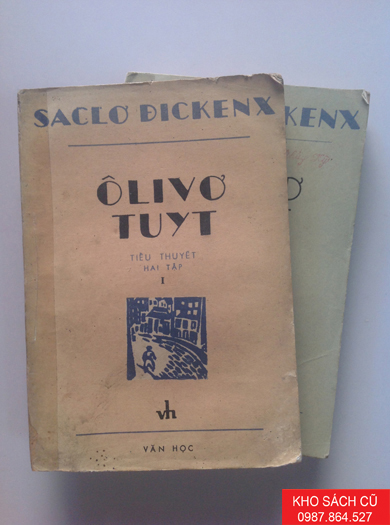 SACLƠ ĐICKENX
ÔLIVƠ
TUYT
TIỂU THUYẾT
HAI TẬP
I
vh
VĂN HỌC
KENX
Ơ
KHO SÁCH CŨ
0987.864.527